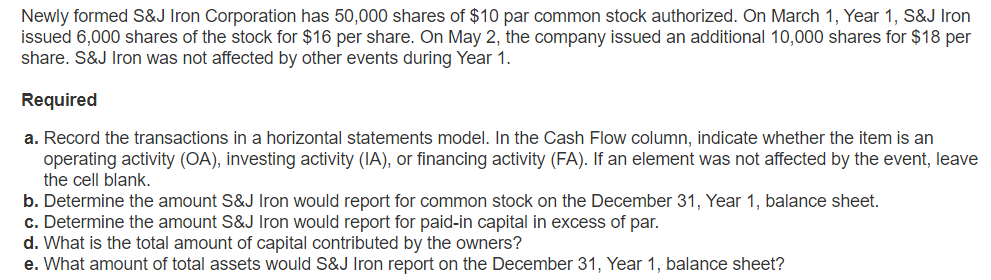 Newly formed S&J Iron Corporation has 50,000 shares of $10 par common stock authorized. On March 1, Year 1, S&J Iron
issued 6,000 shares of the stock for $16 per share. On May 2, the company issued an additional 10,000 shares for $18 per
share. S&J Iron was not affected by other events during Year 1.
Required
a. Record the transactions in a horizontal statements model. In the Cash Flow column, indicate whether the item is an
operating activity (OA), investing activity (IA), or financing activity (FA). If an element was not affected by the event, leave
the cell blank.
b. Determine the amount S&J Iron would report for common stock on the December 31, Year 1, balance sheet.
c. Determine the amount S&J Iron would report for paid-in capital in excess of par.
d. What is the total amount of capital contributed by the owners?
e. What amount of total assets would S&J Iron report on the December 31, Year 1, balance sheet?